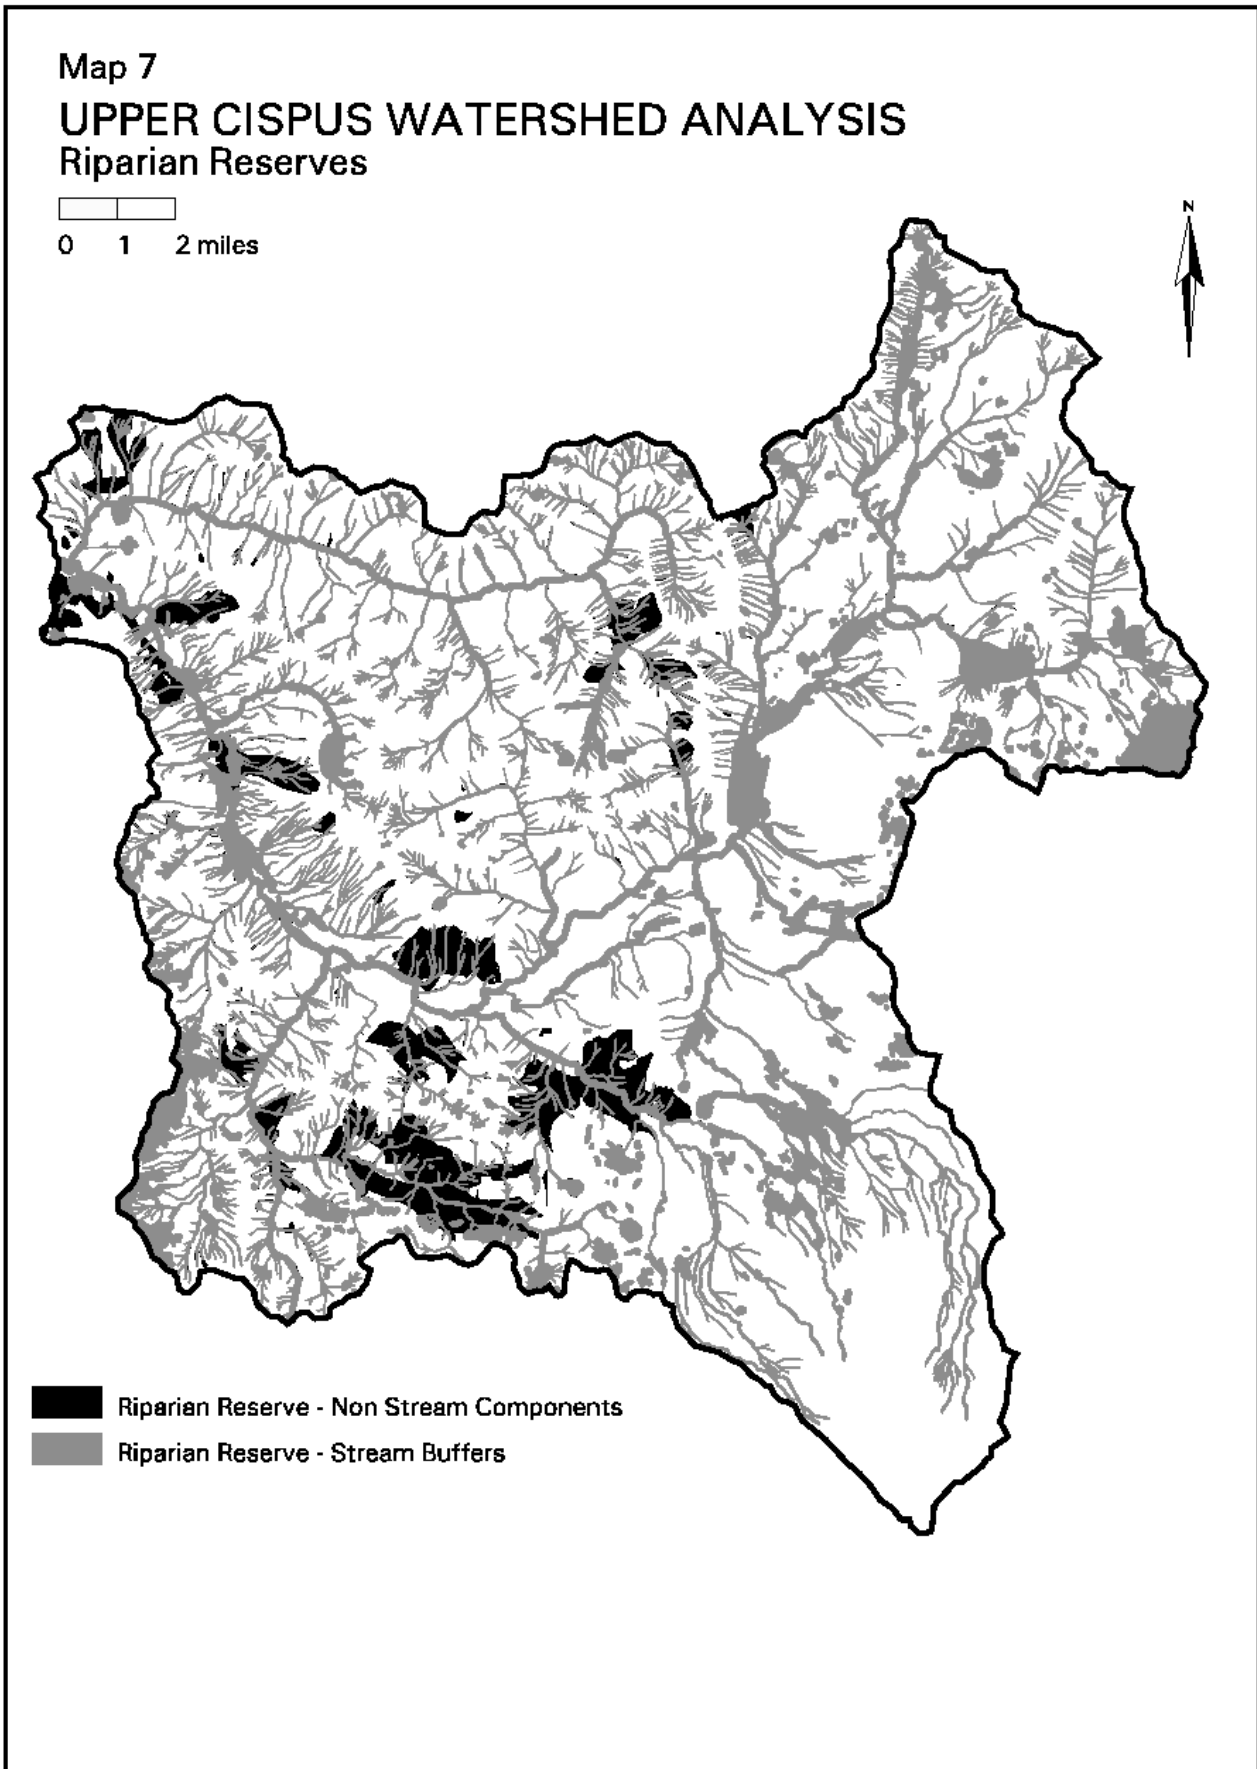 Map 7
UPPER CISPUS WATERSHED ANALYSIS
Riparian Reserves
0 1 2 miles
N
Riparian Reserve - Non Stream Components
Riparian Reserve - Stream Buffers